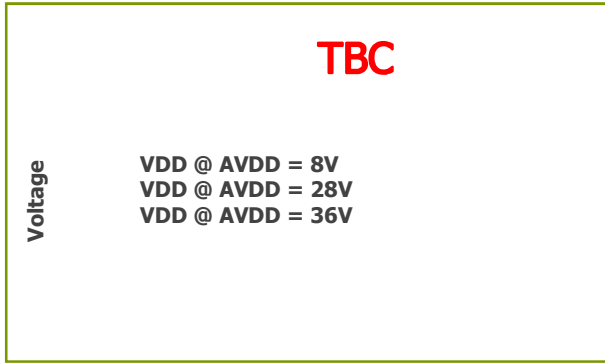 TBC
Voltage
VDD @ AVDD = 8V
VDD @ AVDD = 28V
VDD @ AVDD = 36V